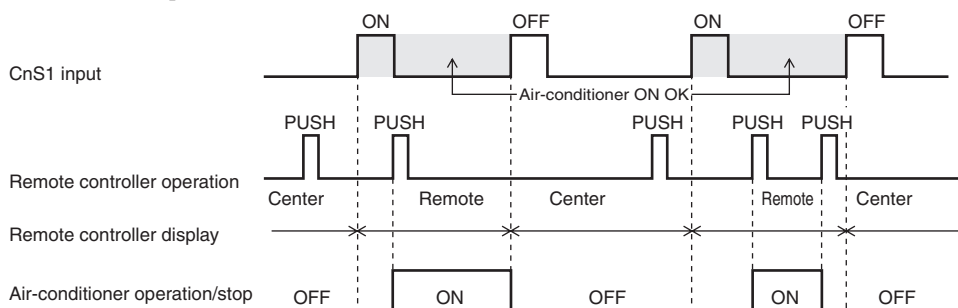 ON OFF ON OFF
CnS1 input
Air-conditioner ON OK
PUSH PUSH PUSH PUSH PUSH
Remote controller operation
Center Remote Center Remote Center
Remote controller display
Air-conditioner operation/stop OFF ON OFF ON OFF